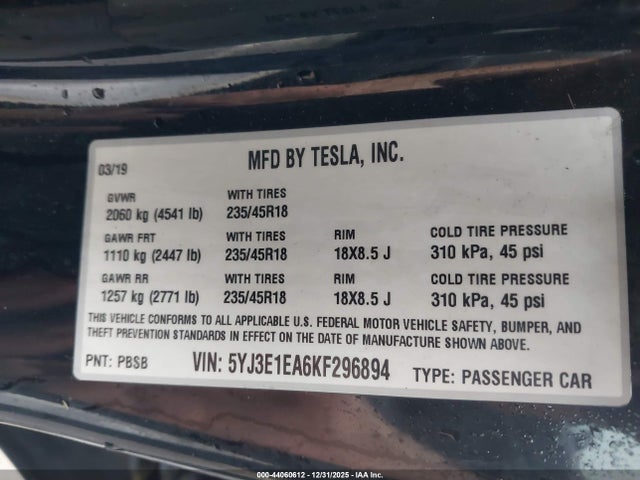 MFD BY TESLA, INC.
03/19
GVWR WITH TIRES
2060 kg (4541 lb) 235/45R18
GAWR FRT WITH TIRES RIM COLD TIRE PRESSURE
1110 kg (2447 lb) 235/45R18 18X8.5 J 310 kPa, 45 psi
GAWR RR WITH TIRES RIM COLD TIRE PRESSURE
1257 kg (2771 lb) 235/45R18 18X8.5 J 310 kPa, 45 psi
THIS VEHICLE CONFORMS TO ALL APPLICABLE U.S. FEDERAL MOTOR VEHICLE SAFETY, BUMPER, AND
THEFT PREVENTION STANDARDS IN EFFECT ON THE DATE OF MANUFACTURE SHOWN ABOVE.
PNT: PBSB VIN: 5YJ3E1EA6KF296894 TYPE: PASSENGER CAR
000-44060612 - 12/31/2025 - IAA Inc.